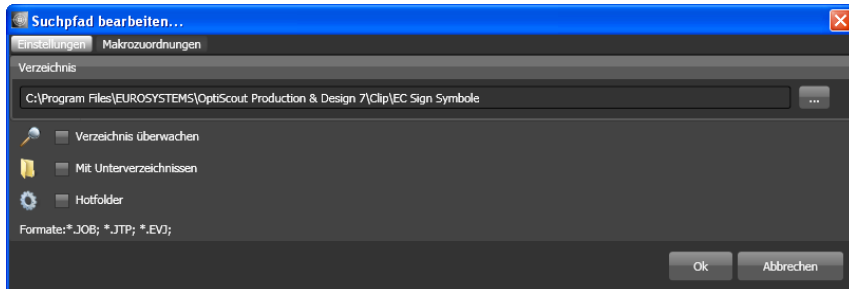 Suchpfad bearbeiten...
Einstellungen Makrozuordnungen
Verzeichnis
C:\Program Files\EUROSYSTEMS\OptiScout Production & Design 7\Clip\EC Sign Symbole ...
Verzeichnis überwachen
Mit Unterverzeichnissen
Hotfolder
Formate:*.JOB; *.JTP; *.EVJ;
Ok Abbrechen